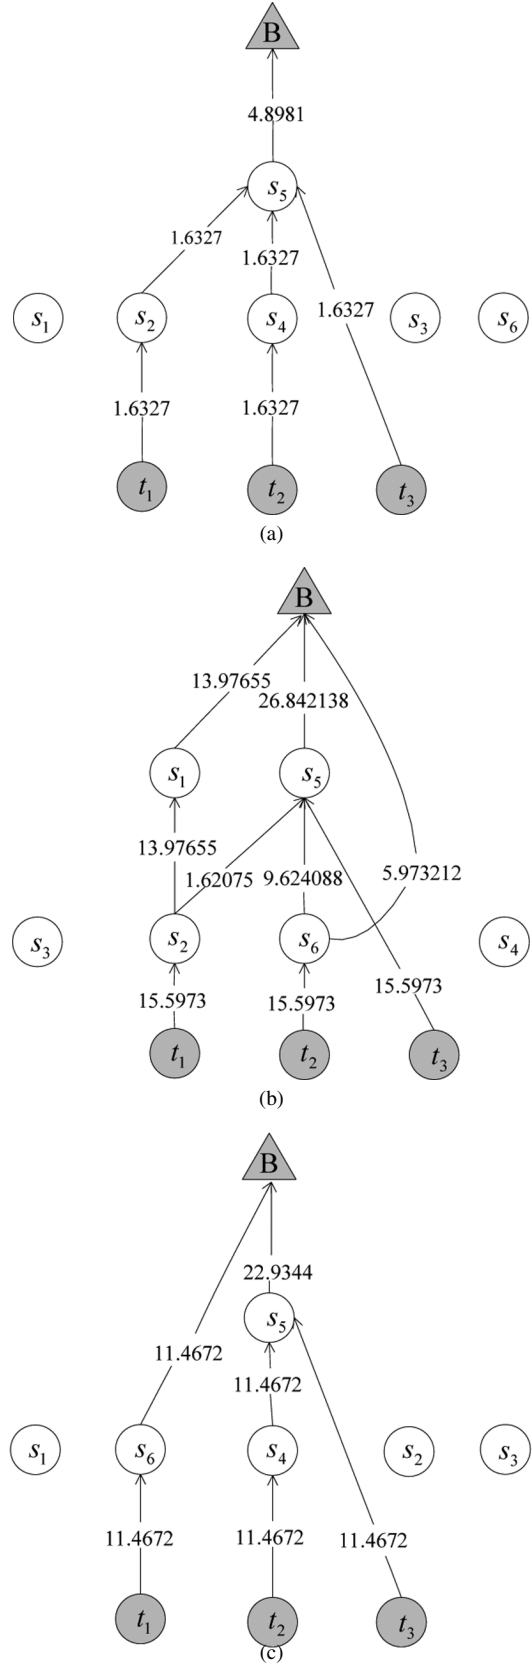 B
4.8981
s5
1.6327
1.6327
1.6327
s1 s2 s4 s3 s6
1.6327 1.6327
t1 t2 t3
(a)
B
13.97655
26.842138
s1 s5
13.97655
1.62075 9.624088 5.973212
s3 s2 s6 s4
15.5973
15.5973 15.5973
t1 t2 t3
(b)
B
22.9344
s5
11.4672
11.4672
s1 s6 s4 s2 s3
11.4672 11.4672 11.4672
t1 t2 t3
(c)